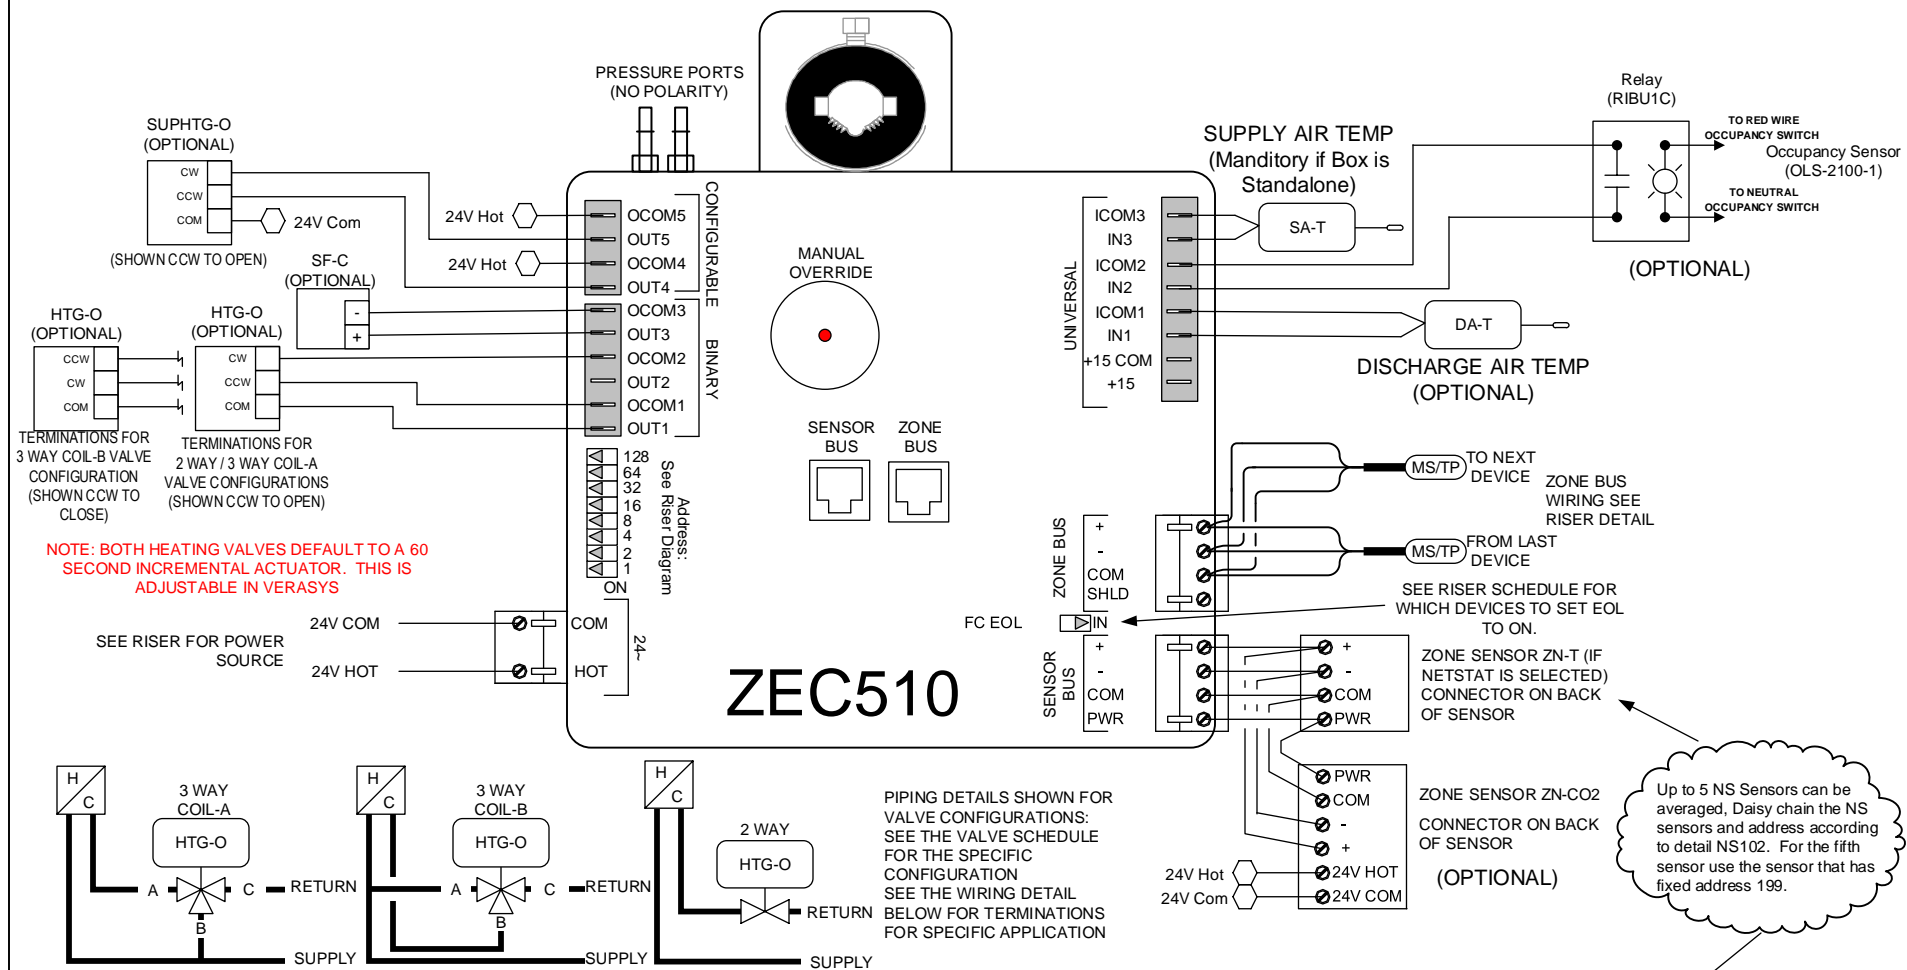 PRESSURE PORTS
(NO POLARITY)
SUPHTG-O
(OPTIONAL)
CW
CCW
COM
24V Com
(SHOWN CCW TO OPEN)
24V Hot
24V Hot
SF-C
(OPTIONAL)
-
+
HTG-O
(OPTIONAL)
CCW
CW
COM
HTG-O
(OPTIONAL)
CW
CCW
COM
TERMINATIONS FOR
3 WAY COIL-B VALVE
CONFIGURATION
(SHOWN CCW TO
CLOSE)
TERMINATIONS FOR
2 WAY / 3 WAY COIL-A
VALVE CONFIGURATIONS
(SHOWN CCW TO OPEN)
NOTE: BOTH HEATING VALVES DEFAULT TO A 60
SECOND INCREMENTAL ACTUATOR. THIS IS
ADJUSTABLE IN VERASYS
SEE RISER FOR POWER
SOURCE
24V COM
24V HOT
COM
HOT
24~
OCOM5
OUT5
OCOM4
OUT4
OCOM3
OUT3
OCOM2
OUT2
OCOM1
OUT1
CONFIGURABLE
BINARY
128
64
32
16
8
4
2
1
ON
Address:
See Riser Diagram
MANUAL
OVERRIDE
SENSOR
BUS
ZONE
BUS
ZEC510
UNIVERSAL
ICOM3
IN3
ICOM2
IN2
ICOM1
IN1
+15 COM
+15
SUPPLY AIR TEMP
(Manditory if Box is
Standalone)
SA-T
Relay
(RIBU1C)
TO RED WIRE
OCCUPANCY SWITCH
Occupancy Sensor
(OLS-2100-1)
TO NEUTRAL
OCCUPANCY SWITCH
(OPTIONAL)
DA-T
DISCHARGE AIR TEMP
(OPTIONAL)
ZONE BUS
+
-
COM
SHLD
MS/TP
TO NEXT
DEVICE
MS/TP
FROM LAST
DEVICE
ZONE BUS
WIRING SEE
RISER DETAIL
FC EOL
IN
SEE RISER SCHEDULE FOR
WHICH DEVICES TO SET EOL
TO ON.
SENSOR
BUS
+
-
COM
PWR
+
-
COM
PWR
ZONE SENSOR ZN-T (IF
NETSTAT IS SELECTED)
CONNECTOR ON BACK
OF SENSOR
PWR
COM
-
+
24V HOT
24V COM
24V Hot
24V Com
ZONE SENSOR ZN-CO2
CONNECTOR ON BACK
OF SENSOR
(OPTIONAL)
Up to 5 NS Sensors can be
averaged, Daisy chain the NS
sensors and address according
to detail NS102. For the fifth
sensor use the sensor that has
fixed address 199.
H
C
3 WAY
COIL-A
HTG-O
A
C
B
RETURN
SUPPLY
H
C
3 WAY
COIL-B
HTG-O
A
C
B
RETURN
SUPPLY
H
C
2 WAY
HTG-O
RETURN
SUPPLY
PIPING DETAILS SHOWN FOR
VALVE CONFIGURATIONS:
SEE THE VALVE SCHEDULE
FOR THE SPECIFIC
CONFIGURATION
SEE THE WIRING DETAIL
BELOW FOR TERMINATIONS
FOR SPECIFIC APPLICATION